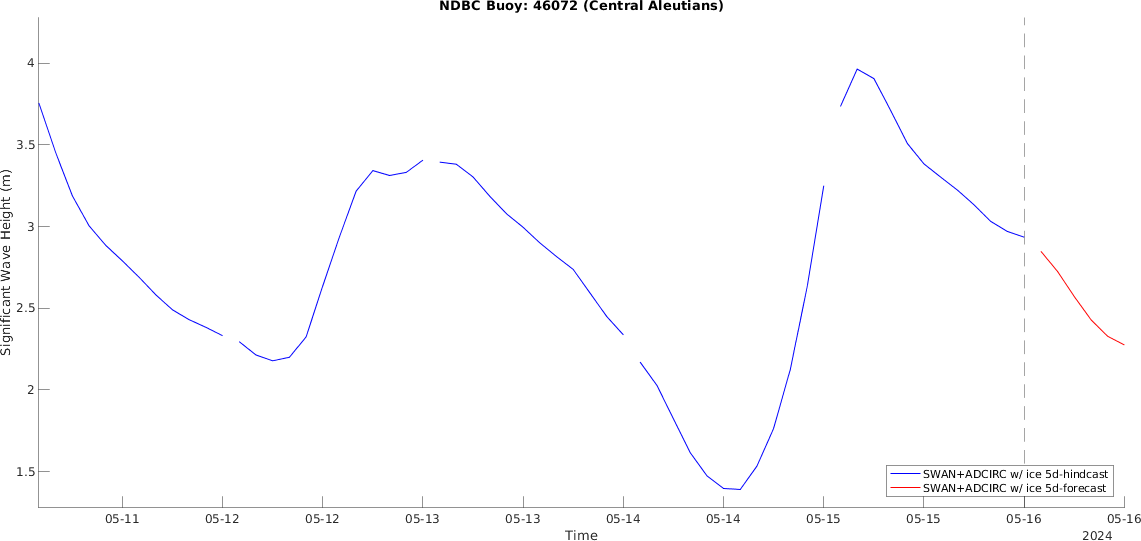 NDBC Buoy: 46072 (Central Aleutians)
Significant Wave Height (m)
4
3.5
3
2.5
2
1.5
SWAN+ADCIRC w/ ice 5d-hindcast
SWAN+ADCIRC w/ ice 5d-forecast
05-11 05-12 05-12 05-13 05-13 05-14 05-14 05-15 05-15 05-16 05-16
Time
2024